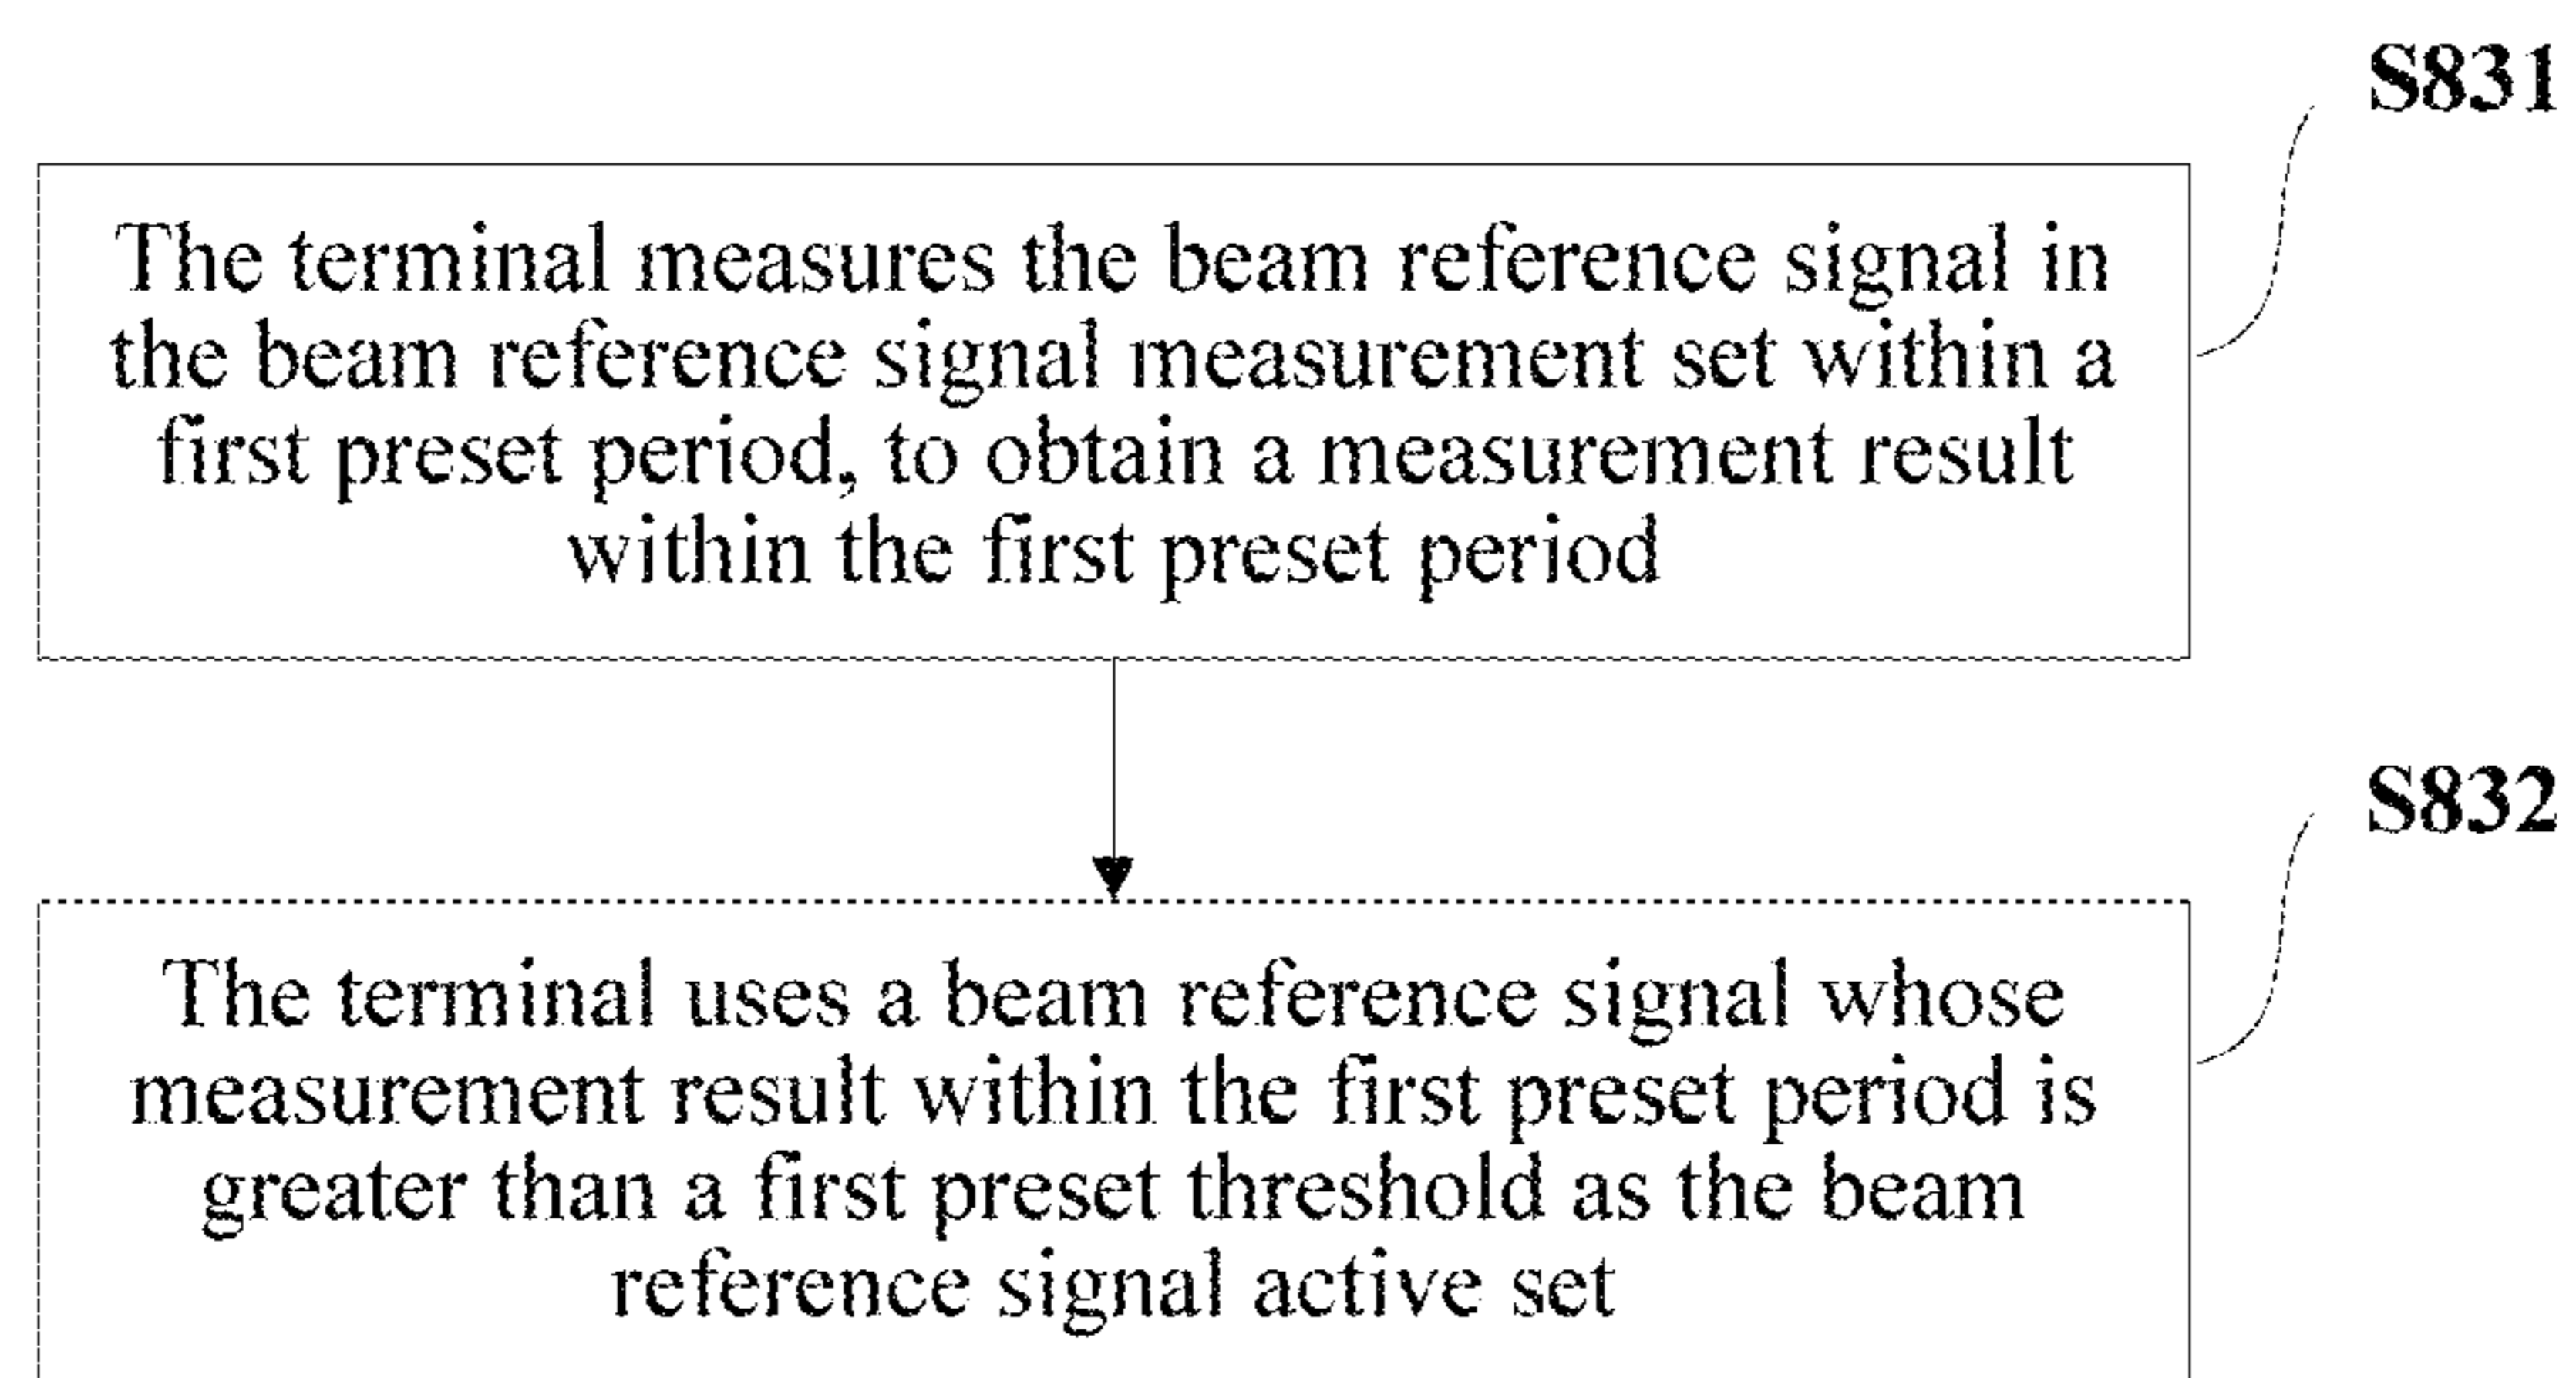 S831
The terminal measures the beam reference signal in
the beam reference signal measurement set within a
first preset period, to obtain a measurement result
within the first preset period
S832
The terminal uses a beam reference signal whose
measurement result within the first preset period is
greater than a first preset threshold as the beam
reference signal active set